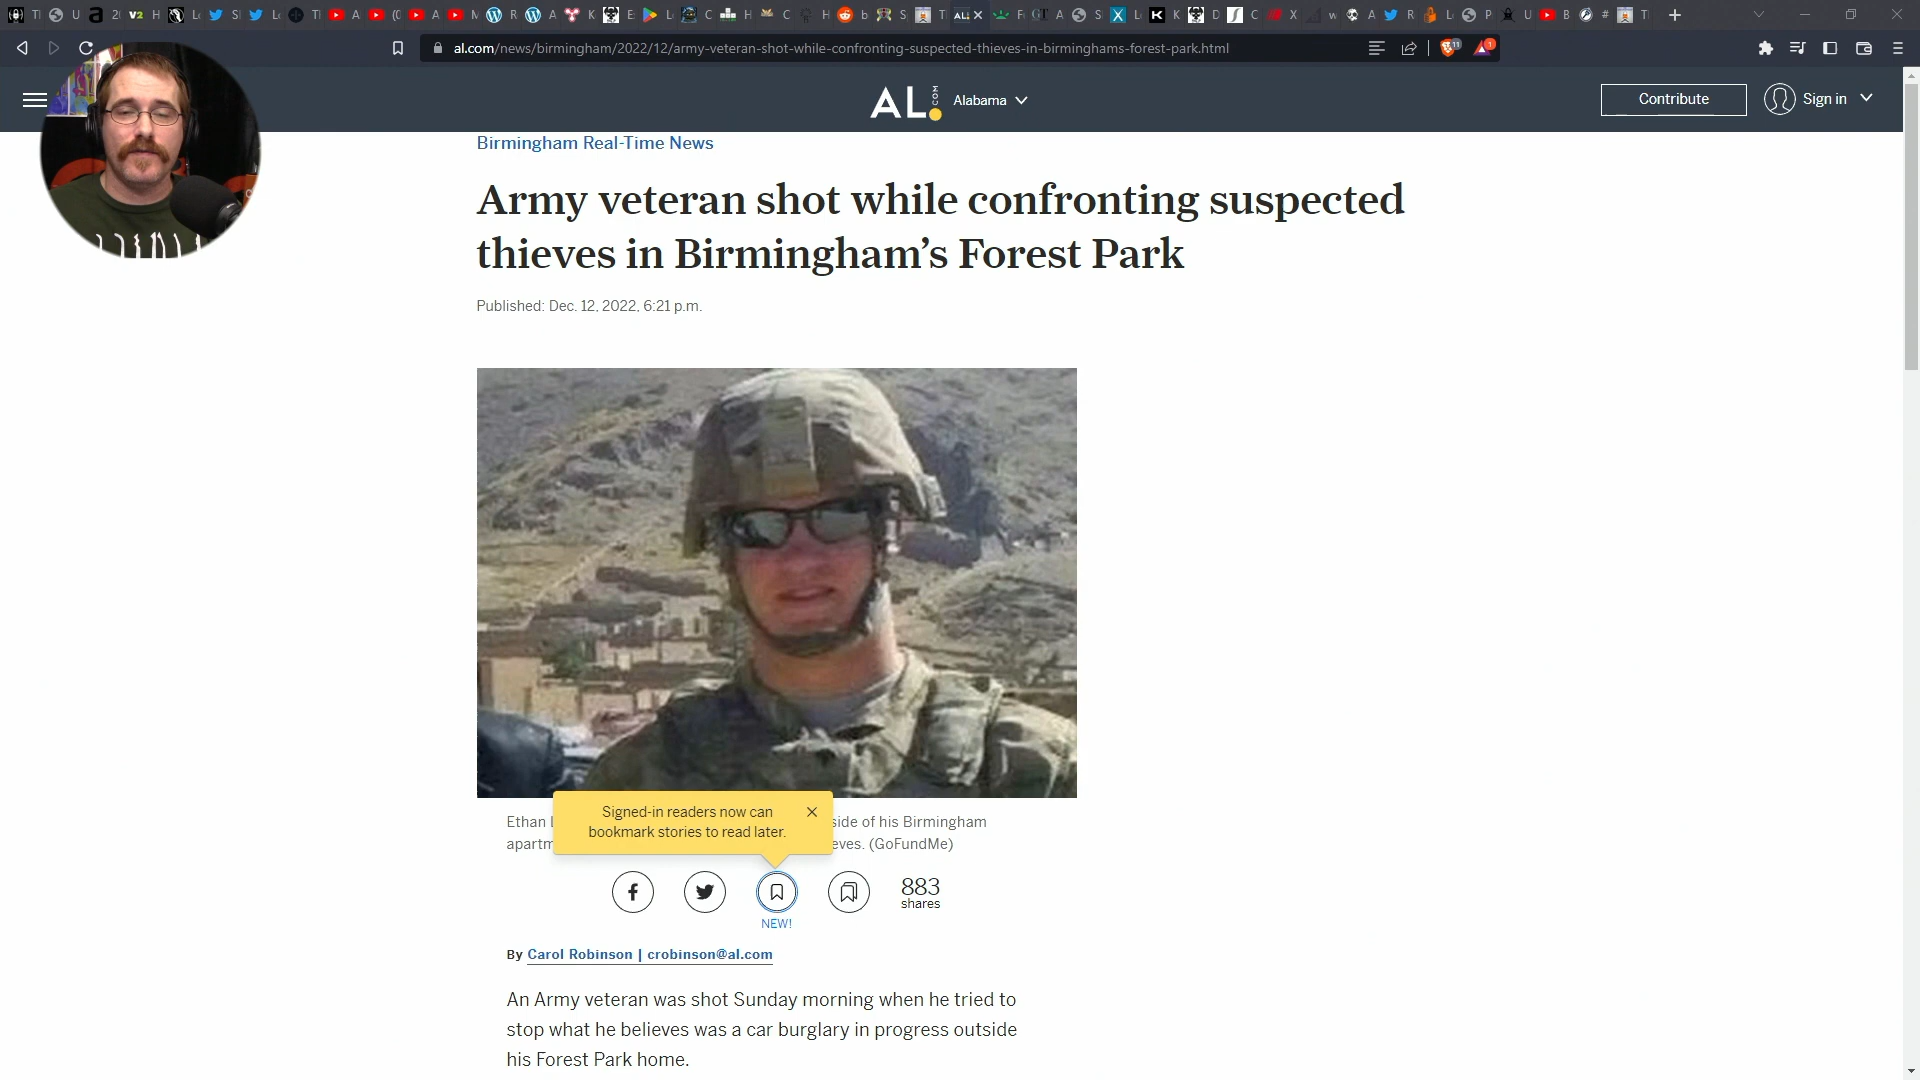 al.com/news/birmingham/2022/12/army-veteran-shot-while-confronting-suspected-thieves-in-birminghams-forest-park.html
AL.COM
Alabama
Contribute
Sign in
Birmingham Real-Time News
Army veteran shot while confronting suspected
thieves in Birmingham's Forest Park
Published: Dec. 12, 2022, 6:21 p.m.
Signed-in readers now can
bookmark stories to read later.
Ethan side of his Birmingham
(GoFundMe)
883
shares
NEW!
By Carol Robinson | crobinson@al.com
An Army veteran was shot Sunday morning when he tried to
stop what he believes was a car burglary in progress outside
his Forest Park home.